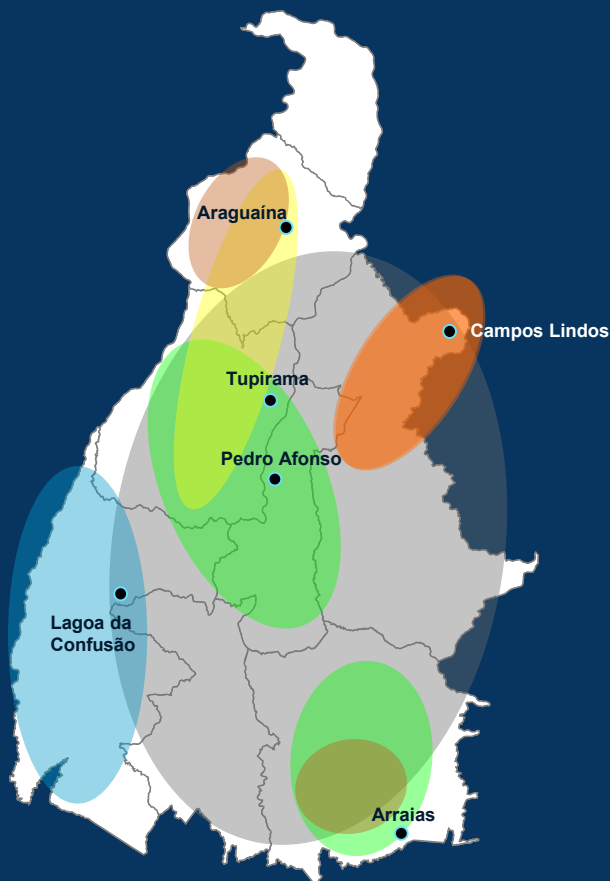 Araguaína
Campos Lindos
Tupirama
Pedro Afonso
Lagoa da
Confusão
Arraias